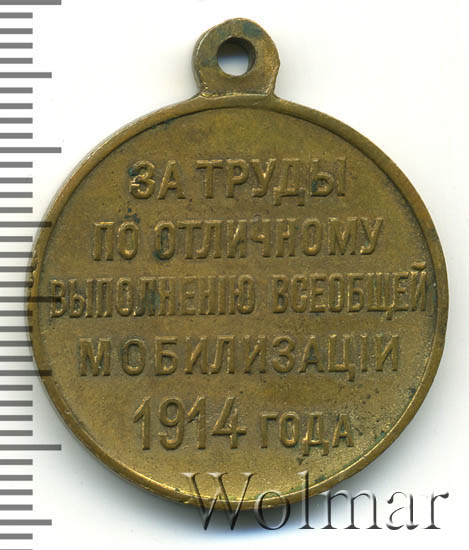 ЗА ТРУДЫ
ПО ОТЛИЧНОМУ
ВЫПОЛНЕНІЮ ВСЕОБЩЕЙ
МОБИЛИЗАЦІИ
1914 ГОДА
Wolmar